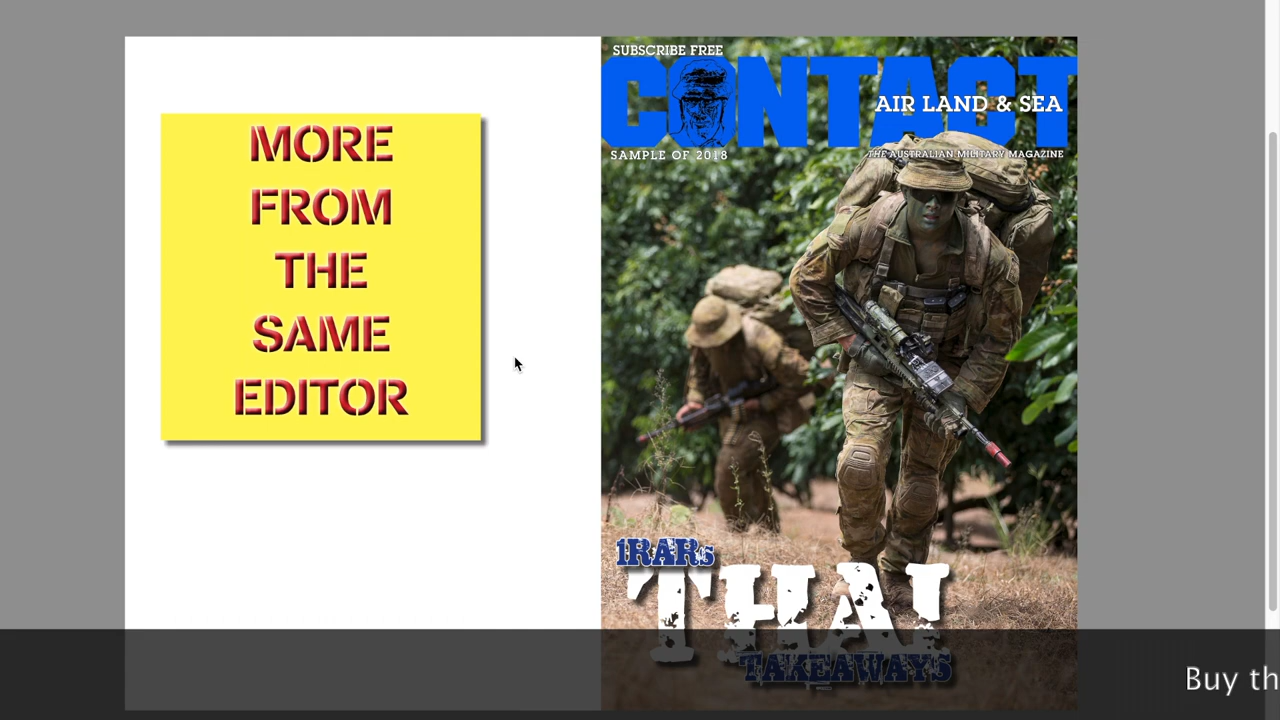 MORE
FROM
THE
SAME
EDITOR
SUBSCRIBE FREE
CONTACT
AIR LAND & SEA
SAMPLE OF 2018
THE AUSTRALIAN MILITARY MAGAZINE
1RARs
THAI
TAKEAWAYS
Buy th